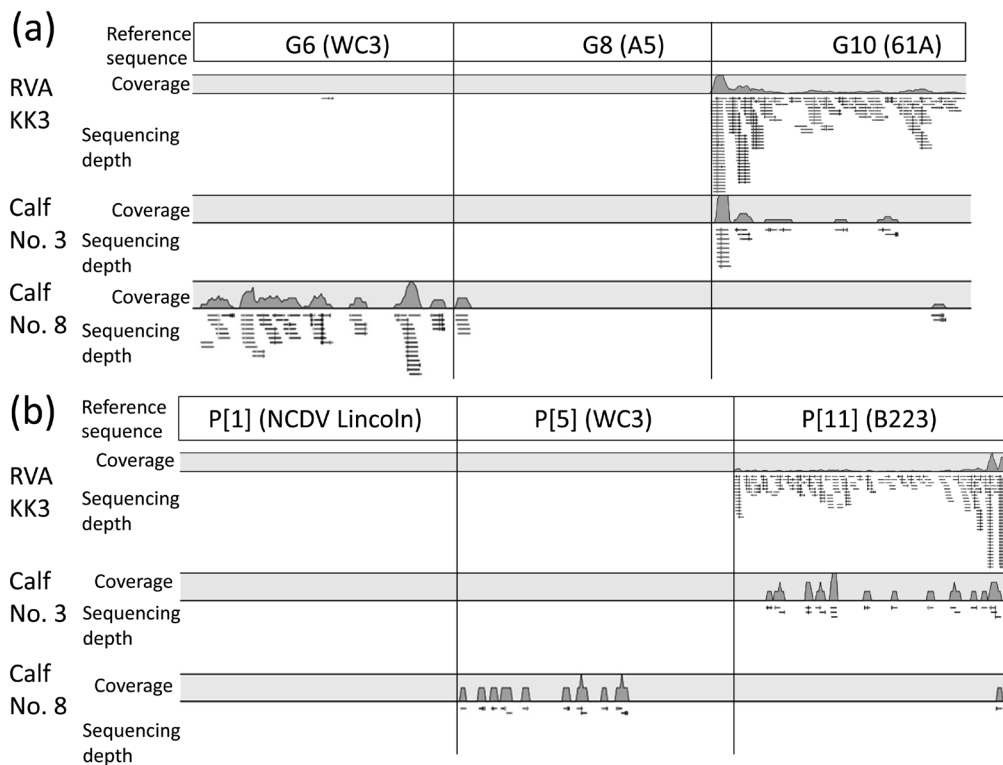 (a)
Reference
sequence
G6 (WC3)
G8 (A5)
G10 (61A)
RVA
KK3
Coverage
Sequencing
depth
Calf
No. 3
Coverage
Sequencing
depth
Calf
No. 8
Coverage
Sequencing
depth
(b)
Reference
sequence
P[1] (NCDV Lincoln)
P[5] (WC3)
P[11] (B223)
RVA
KK3
Coverage
Sequencing
depth
Calf
No. 3
Coverage
Sequencing
depth
Calf
No. 8
Coverage
Sequencing
depth